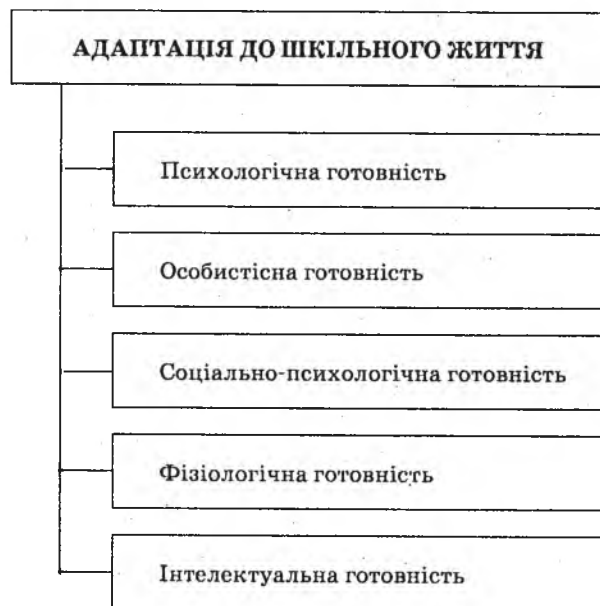 АДАПТАЦІЯ ДО ШКІЛЬНОГО ЖИТТЯ
Психологічна готовність
Особистісна готовність
Соціально-психологічна готовність
Фізіологічна готовність
Інтелектуальна готовність